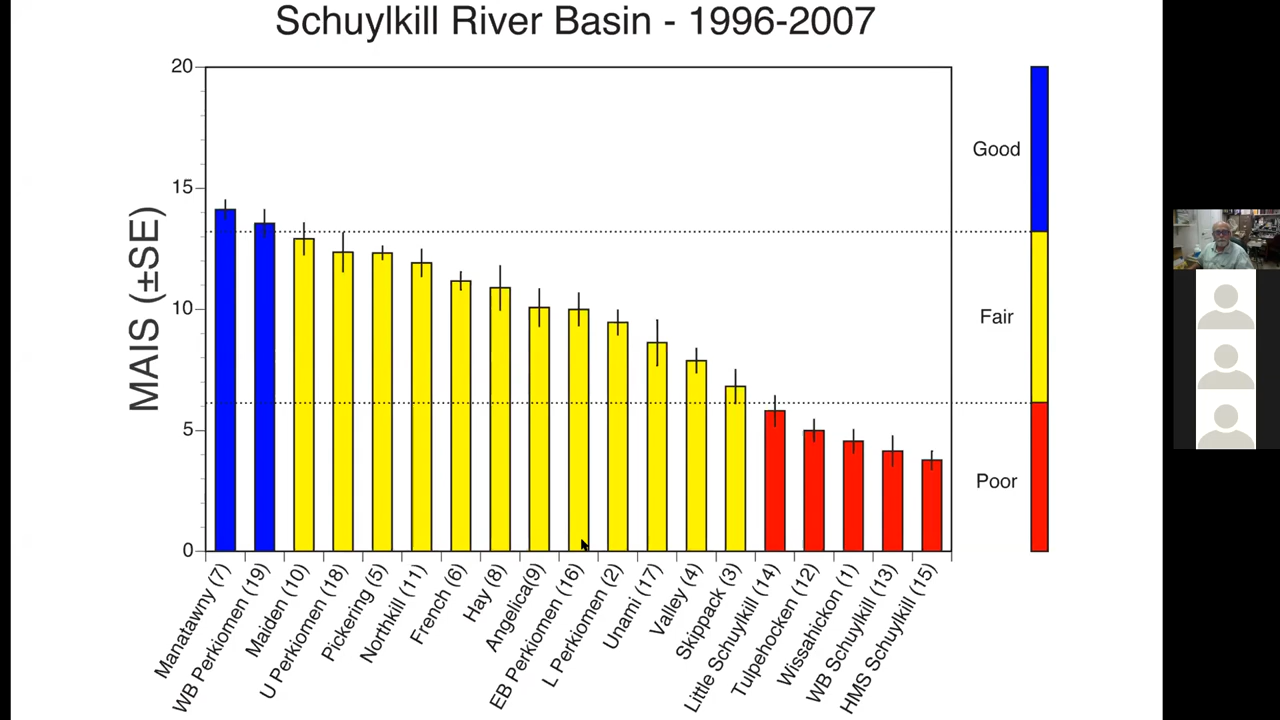 Schuylkill River Basin - 1996-2007
MAIS (±SE)
20
15
10
5
0
Good
Fair
Poor
Manatawny (7)
WB Perkiomen (19)
Maiden (10)
U Perkiomen (18)
Pickering (5)
Northkill (11)
French (6)
Hay (8)
Angelica(9)
EB Perkiomen (16)
L Perkiomen (2)
Unami (17)
Valley (4)
Skippack (3)
Little Schuylkill (14)
Tulpehocken (12)
Wissahickon (1)
WB Schuylkill (13)
HMS Schuylkill (15)